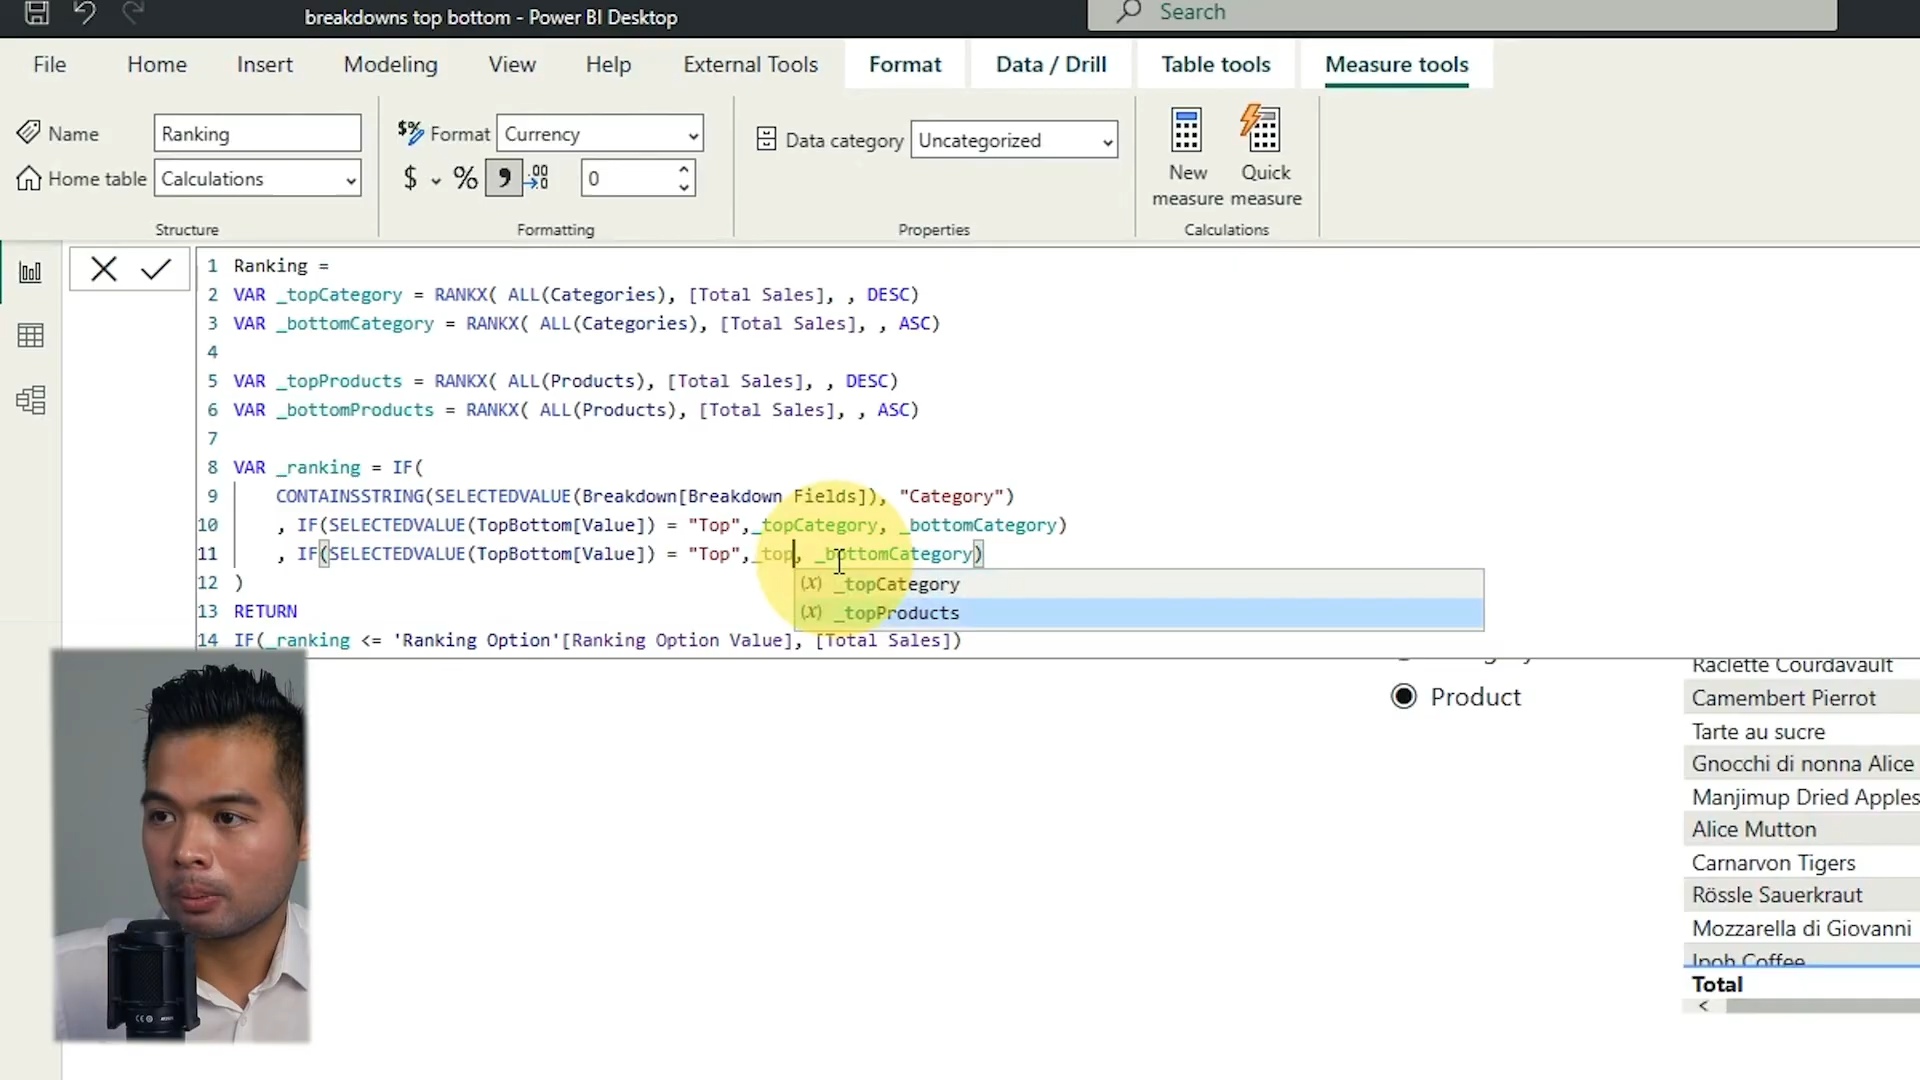 breakdowns top bottom - Power BI Desktop
Search
File
Home
Insert
Modeling
View
Help
External Tools
Format
Data / Drill
Table tools
Measure tools
Name
Ranking
Format
Currency
Data category
Uncategorized
Home table
Calculations
$
%
,
.00
→0
0
New
measure
Quick
measure
Structure
Formatting
Properties
Calculations
1 Ranking =
2 VAR _topCategory = RANKX( ALL(Categories), [Total Sales], , DESC)
3 VAR _bottomCategory = RANKX( ALL(Categories), [Total Sales], , ASC)
4
5 VAR _topProducts = RANKX( ALL(Products), [Total Sales], , DESC)
6 VAR _bottomProducts = RANKX( ALL(Products), [Total Sales], , ASC)
7
8 VAR _ranking = IF(
9 CONTAINSSTRING(SELECTEDVALUE(Breakdown[Breakdown Fields]), "Category")
10 , IF(SELECTEDVALUE(TopBottom[Value]) = "Top",_topCategory, _bottomCategory)
11 , IF(SELECTEDVALUE(TopBottom[Value]) = "Top",_top, _bottomCategory)
(x) _topCategory
(x) _topProducts
12 )
13 RETURN
14 IF(_ranking <= 'Ranking Option'[Ranking Option Value], [Total Sales])
Product
Raclette Courdavault
Camembert Pierrot
Tarte au sucre
Gnocchi di nonna Alice
Manjimup Dried Apples
Alice Mutton
Carnarvon Tigers
Rössle Sauerkraut
Mozzarella di Giovanni
Ipoh Coffee
Total